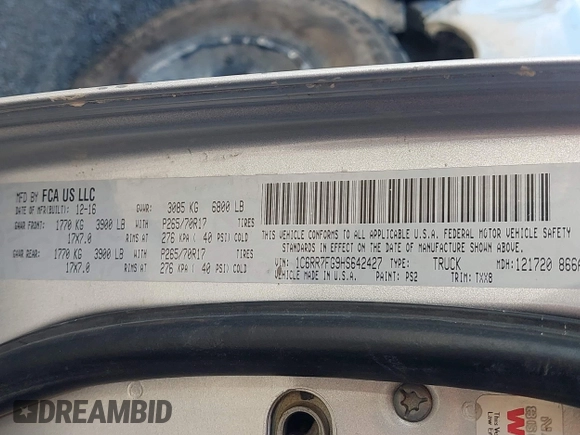 MFD BY FCA US LLC
DATE OF MFR(BUILT) 12-16 GVWR: 3085 KG 6800 LB
GAWR FRONT: 1770 KG 3900 LB P265/70R17 TIRES
17X7.0 RIMS AT 276 KPA ( 40 PSI) COLD
GAWR REAR: 1770 KG 3900 LB P265/70R17 TIRES
17X7.0 RIMS AT 276 KPA ( 40 PSI) COLD
THIS VEHICLE CONFORMS TO ALL APPLICABLE U.S.A. FEDERAL MOTOR VEHICLE SAFETY
STANDARDS IN EFFECT ON THE DATE OF MANUFACTURE SHOWN ABOVE.
VIN: 1C6RR7FG9HS642427 TYPE: TRUCK MDH: 121720 866
VEHICLE MADE IN U.S.A. PAINT: PS2 TRIM: TXX8
DREAMBID
W
This
Low